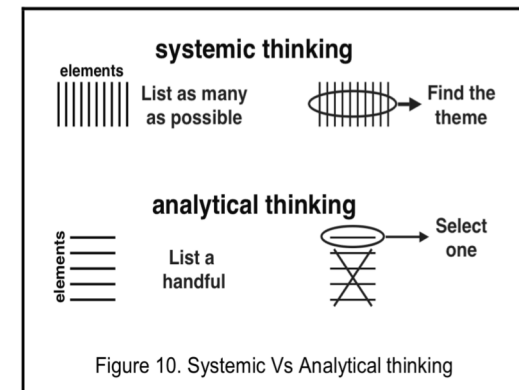 systemic thinking
elements
List as many
as possible
Find the
theme
analytical thinking
elements
List a
handful
Select
one
Figure 10. Systemic Vs Analytical thinking